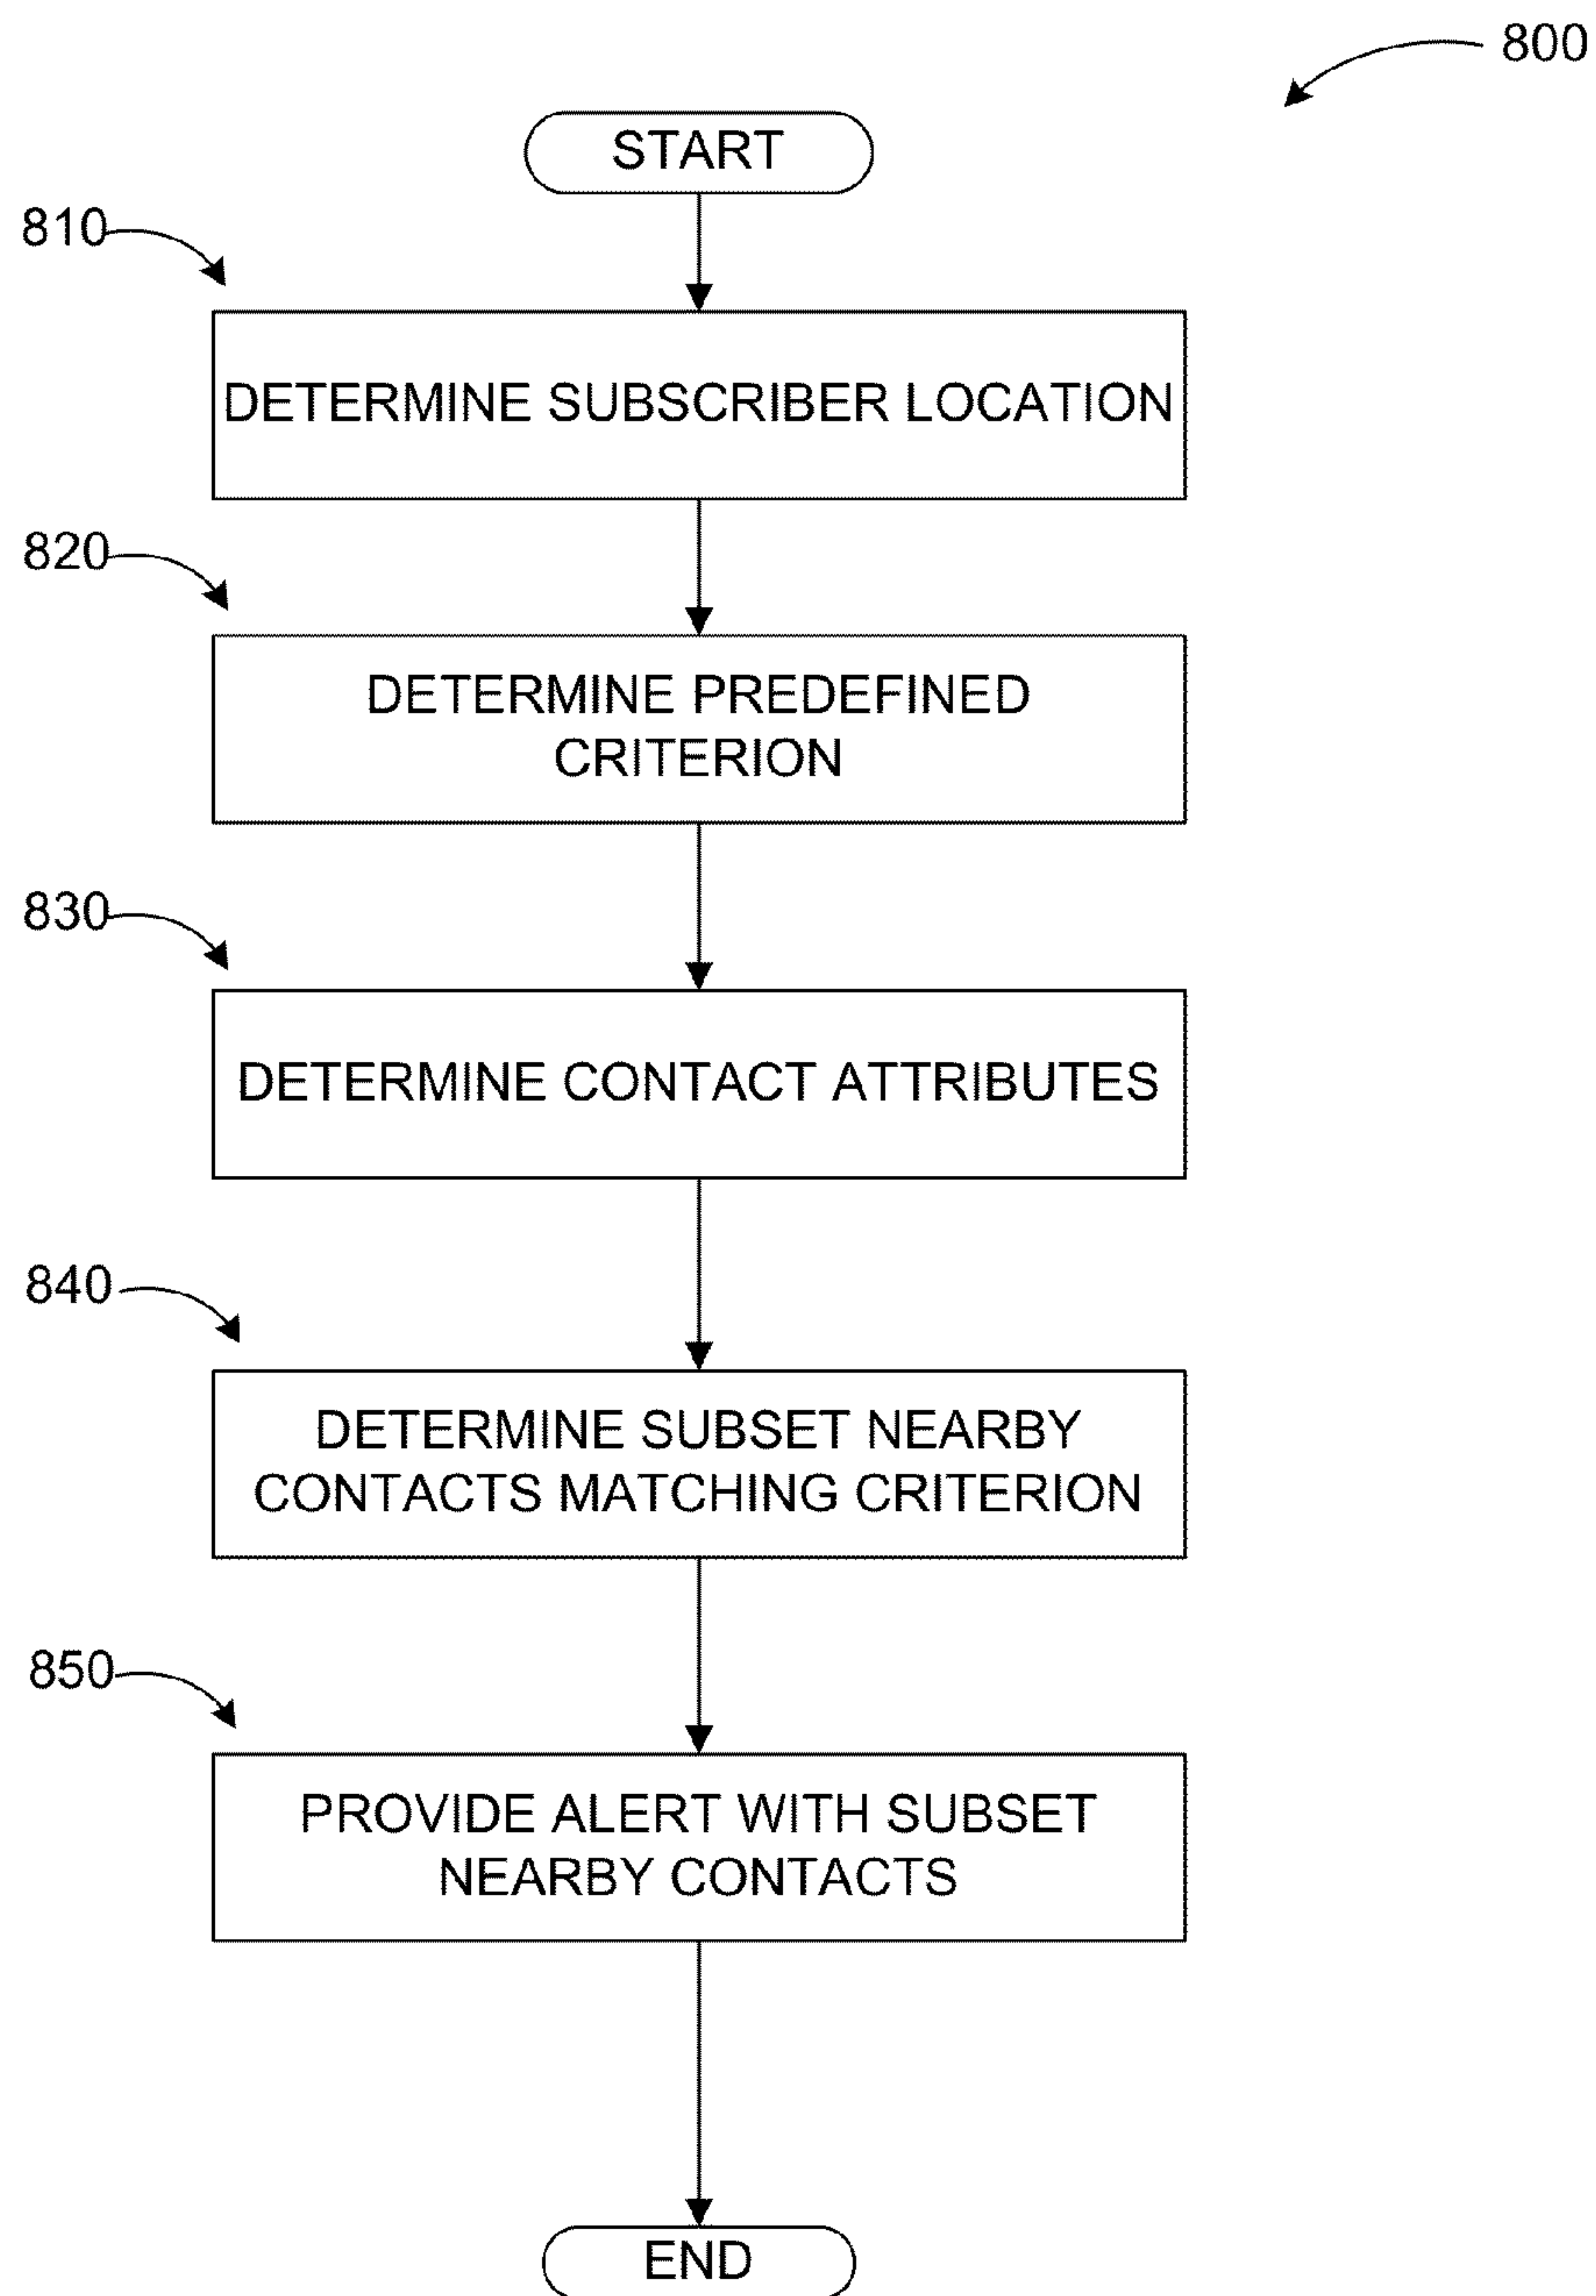 800
START
810
DETERMINE SUBSCRIBER LOCATION
820
DETERMINE PREDEFINED
CRITERION
830
DETERMINE CONTACT ATTRIBUTES
840
DETERMINE SUBSET NEARBY
CONTACTS MATCHING CRITERION
850
PROVIDE ALERT WITH SUBSET
NEARBY CONTACTS
END